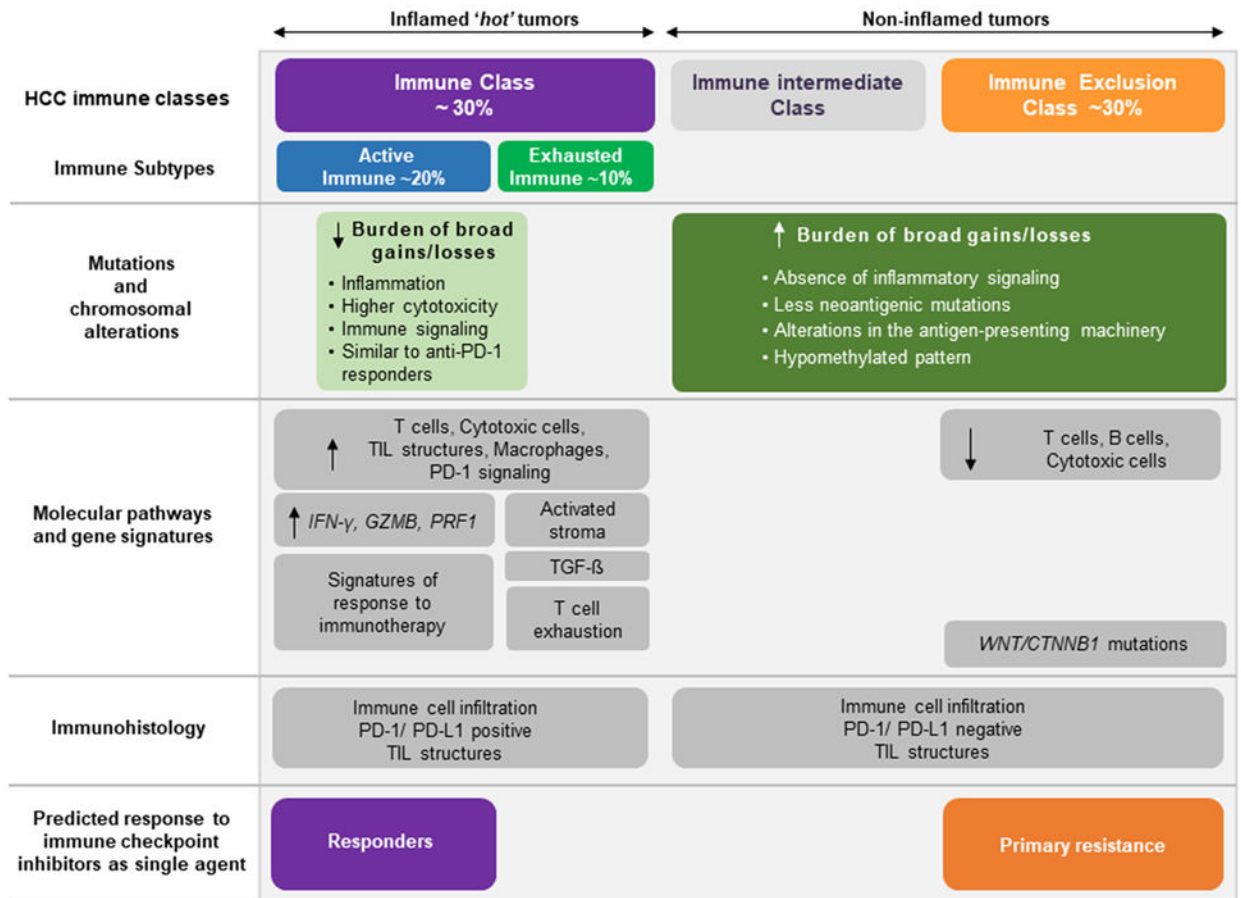 Inflamed ‘hot’ tumors
Non-inflamed tumors
HCC immune classes
Immune Class
~ 30%
Immune intermediate
Class
Immune Exclusion
Class ~30%
Immune Subtypes
Active
Immune ~20%
Exhausted
Immune ~10%
Mutations
and
chromosomal
alterations
↓ Burden of broad
gains/losses
• Inflammation
• Higher cytotoxicity
• Immune signaling
• Similar to anti-PD-1
responders
↑ Burden of broad gains/losses
• Absence of inflammatory signaling
• Less neoantigenic mutations
• Alterations in the antigen-presenting machinery
• Hypomethylated pattern
Molecular pathways
and gene signatures
↑ T cells, Cytotoxic cells,
TIL structures, Macrophages,
PD-1 signaling
↓ T cells, B cells,
Cytotoxic cells
↑ IFN-γ, GZMB, PRF1
Activated
stroma
TGF-ß
Signatures of
response to
immunotherapy
T cell
exhaustion
WNT/CTNNB1 mutations
Immunohistology
Immune cell infiltration
PD-1/ PD-L1 positive
TIL structures
Immune cell infiltration
PD-1/ PD-L1 negative
TIL structures
Predicted response to
immune checkpoint
inhibitors as single agent
Responders
Primary resistance